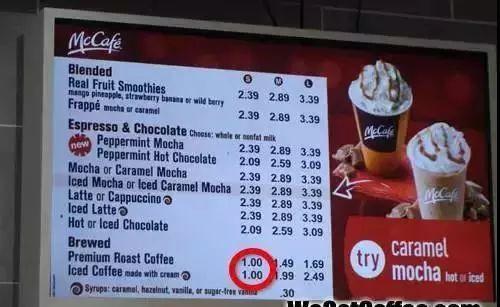 McCafé
Blended S M L
Real Fruit Smoothies 2.39 2.89 3.39
mango pineapple, strawberry banana or wild berry
Frappé mocha or caramel 2.39 2.89 3.39
Espresso & Chocolate Choose: whole or nonfat milk
new Peppermint Mocha 2.39 2.89 3.39
Peppermint Hot Chocolate 2.09 2.59 3.09
Mocha or Caramel Mocha 2.39 2.89 3.39
Iced Mocha or Iced Caramel Mocha 2.39 2.89 3.39
Latte or Cappuccino 2.39 2.89 3.39
Iced Latte 2.39 2.89 3.39
Hot or Iced Chocolate 2.09 2.59 3.09
Brewed
Premium Roast Coffee 1.00 1.49 1.69
Iced Coffee made with cream 1.00 1.99 2.49
Syrups: caramel, hazelnut, vanilla, or sugar-free vanilla .30
McCafé
McCafé
try caramel
mocha hot or iced